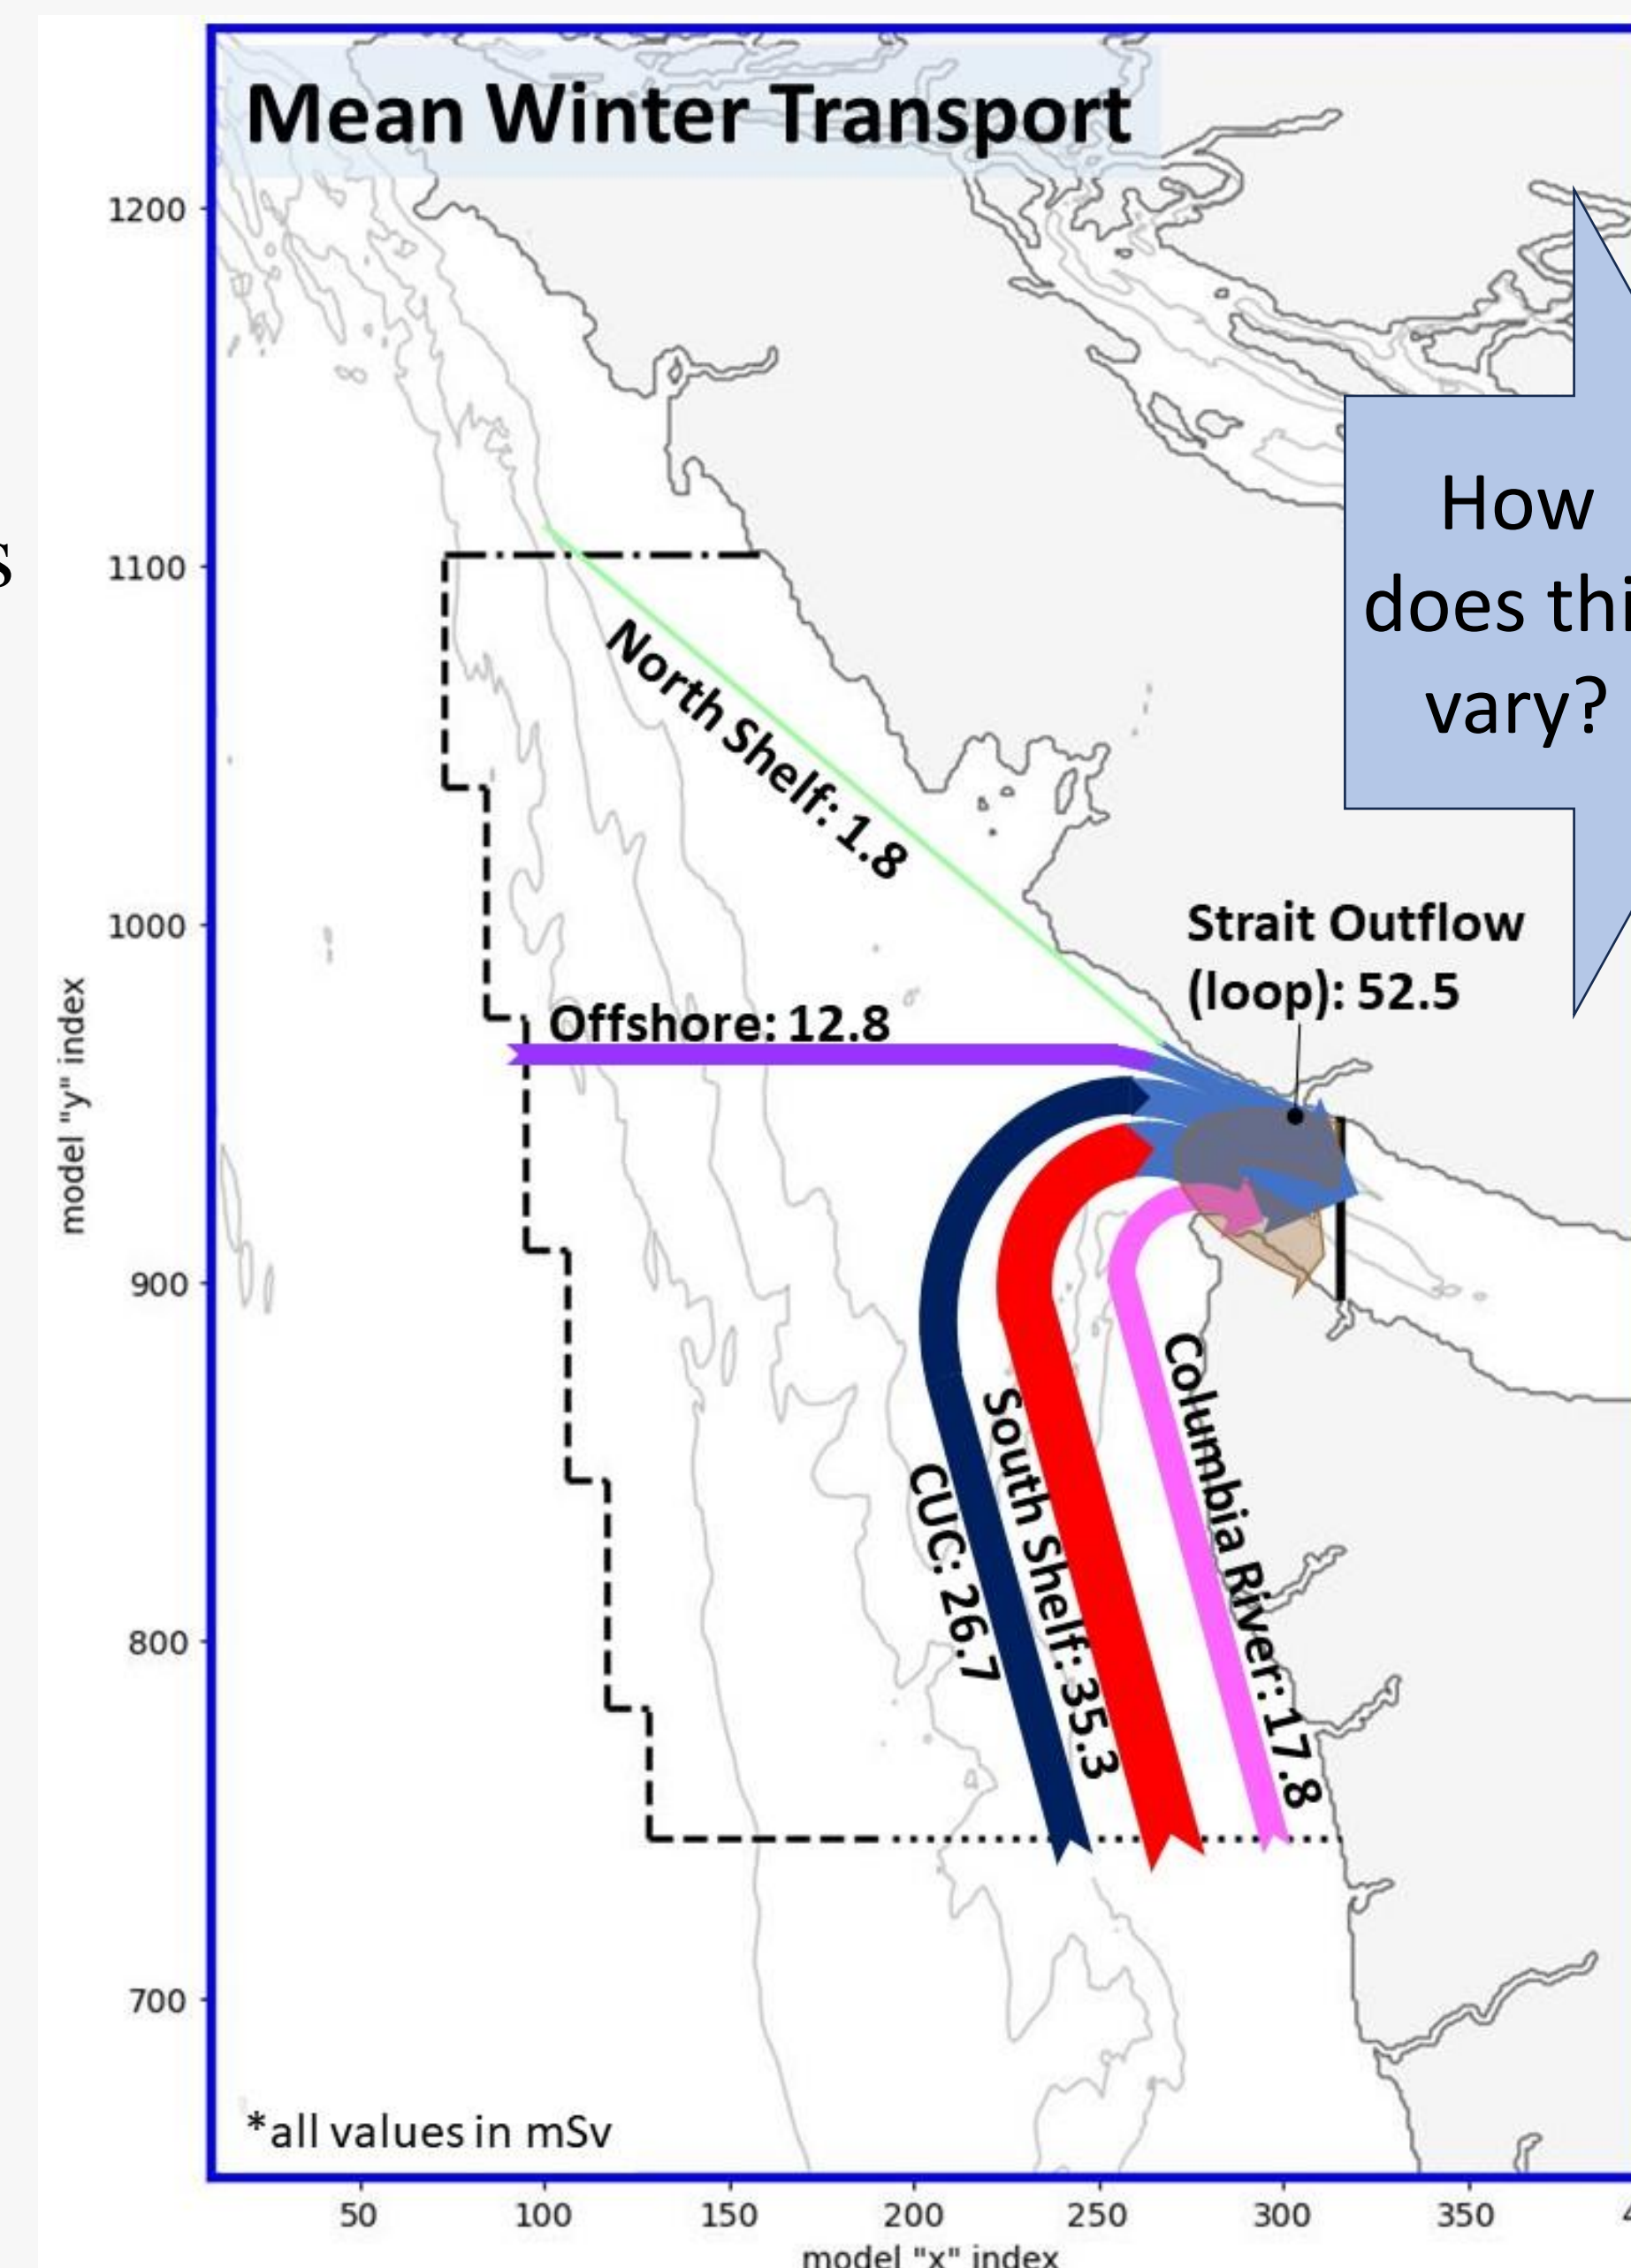 Mean Winter Transport
1200
1100
1000
900
800
700
model "y" index
s
How
does thi
vary?
North Shelf: 1.8
Strait Outflow
(loop): 52.5
Offshore: 12.8
CUC: 26.7
South Shelf: 35.3
Columbia River: 17.8
*all values in mSv
50 100 150 200 250 300 350 4
model "x" index